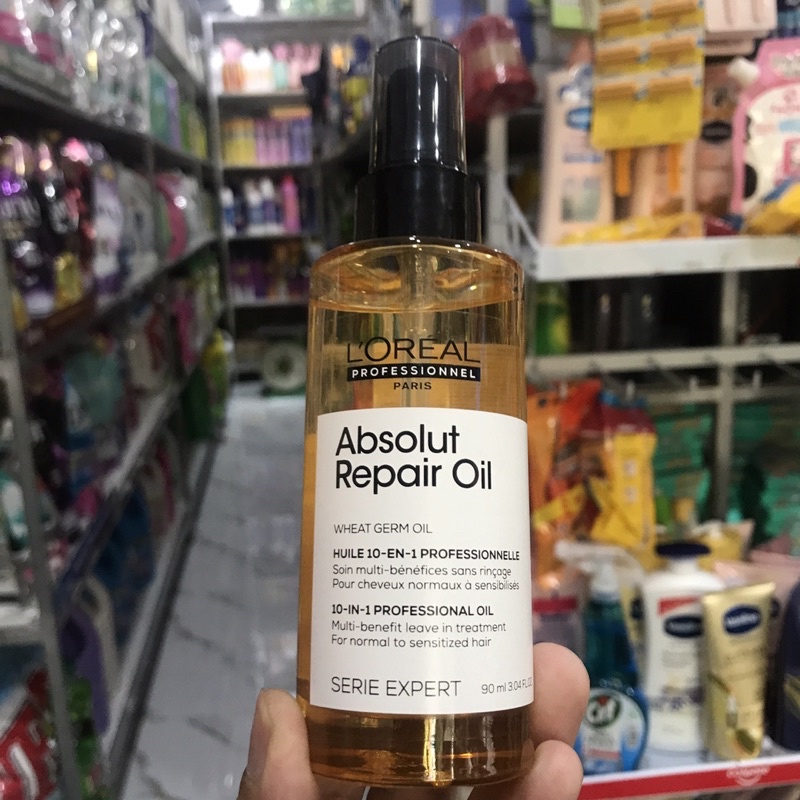 L'ORÉAL
PROFESSIONNEL
PARIS
Absolut
Repair Oil
WHEAT GERM OIL
HUILE 10-EN-1 PROFESSIONNELLE
Soin multi-bénéfices sans rinçage
Pour cheveux normaux à sensibilisés
10-IN-1 PROFESSIONAL OIL
Multi-benefit leave in treatment
For normal to sensitized hair
SERIE EXPERT 90 ml 3.04 FL.
Vaseline
Cif